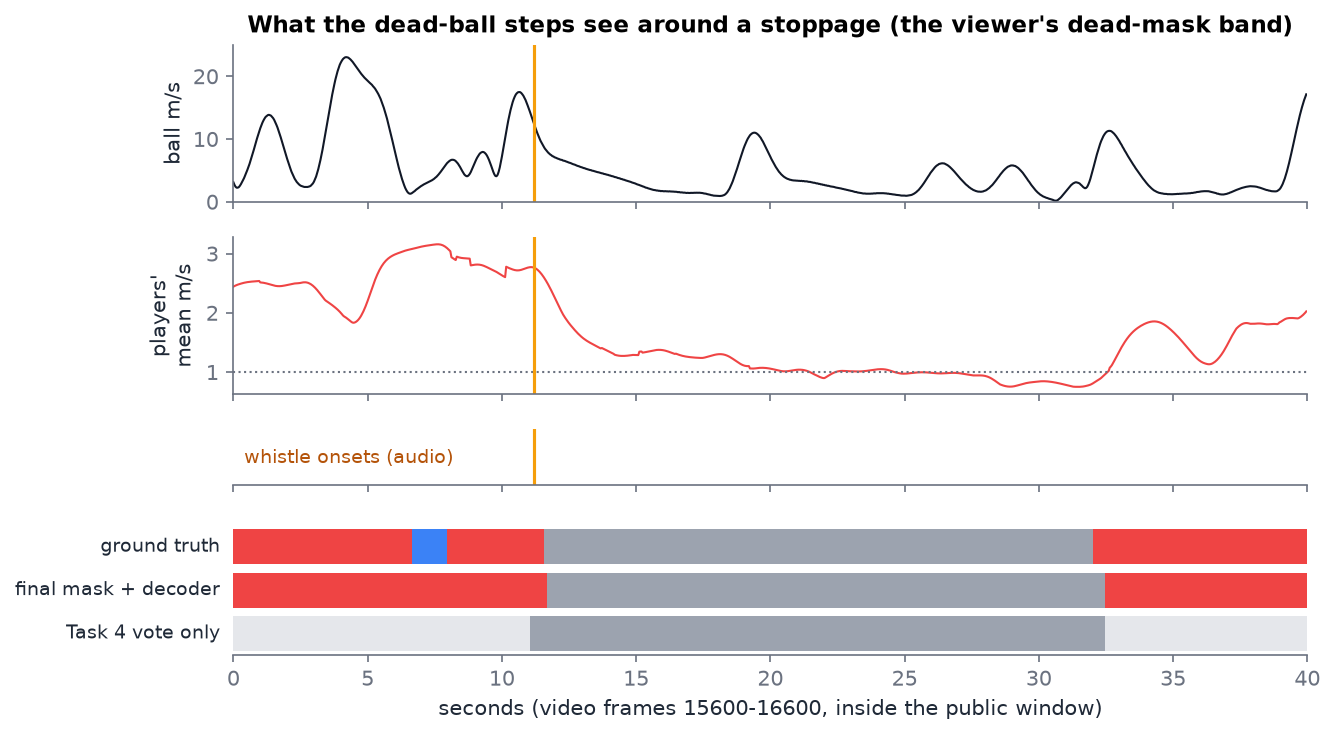 What the dead-ball steps see around a stoppage (the viewer's dead-mask band)
ball m/s
20
10
0
players'
mean m/s
3
2
1
whistle onsets (audio)
ground truth
final mask + decoder
Task 4 vote only
0 5 10 15 20 25 30 35 40
seconds (video frames 15600-16600, inside the public window)